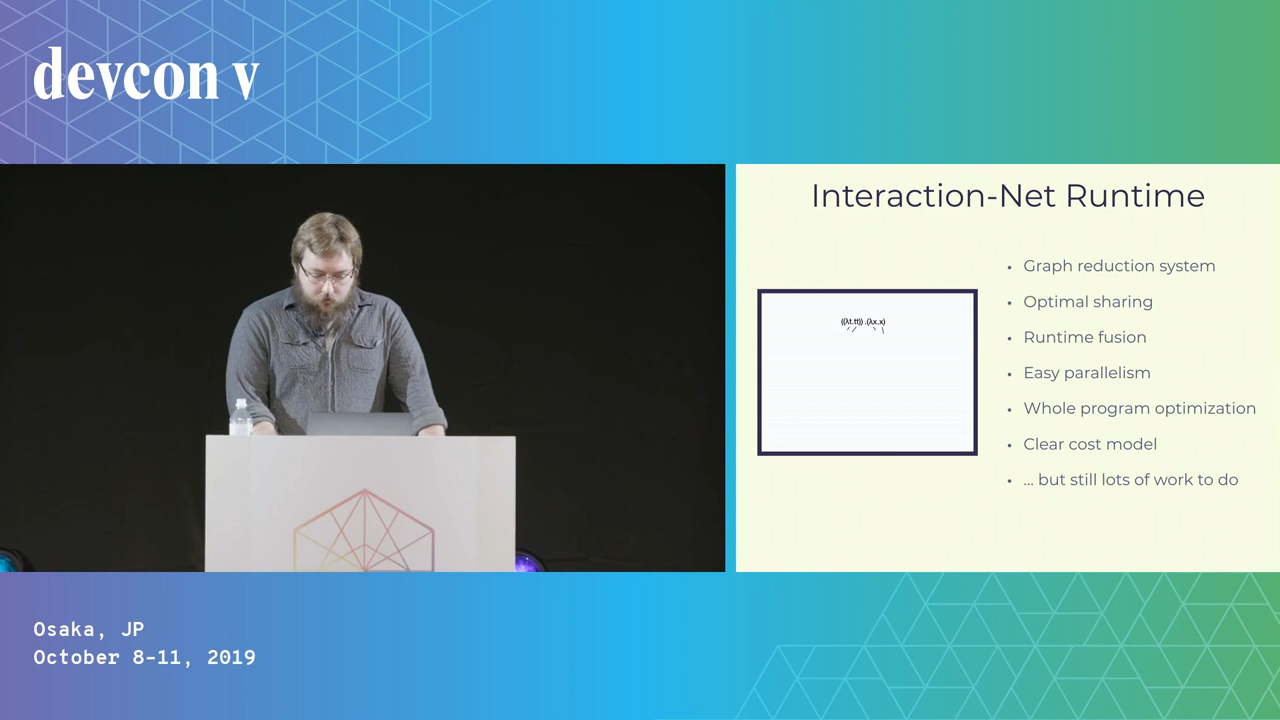 devcon v
Interaction-Net Runtime
((λt.tt)) .(λx.x)
• Graph reduction system
• Optimal sharing
• Runtime fusion
• Easy parallelism
• Whole program optimization
• Clear cost model
• ... but still lots of work to do
Osaka, JP
October 8-11, 2019